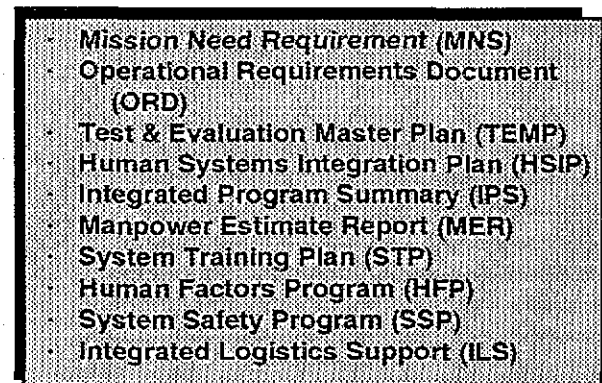 · Mission Need Requirement (MNS)
· Operational Requirements Document
(ORD)
· Test & Evaluation Master Plan (TEMP)
· Human Systems Integration Plan (HSIP)
· Integrated Program Summary (IPS)
· Manpower Estimate Report (MER)
· System Training Plan (STP)
· Human Factors Program (HFP)
· System Safety Program (SSP)
· Integrated Logistics Support (ILS)